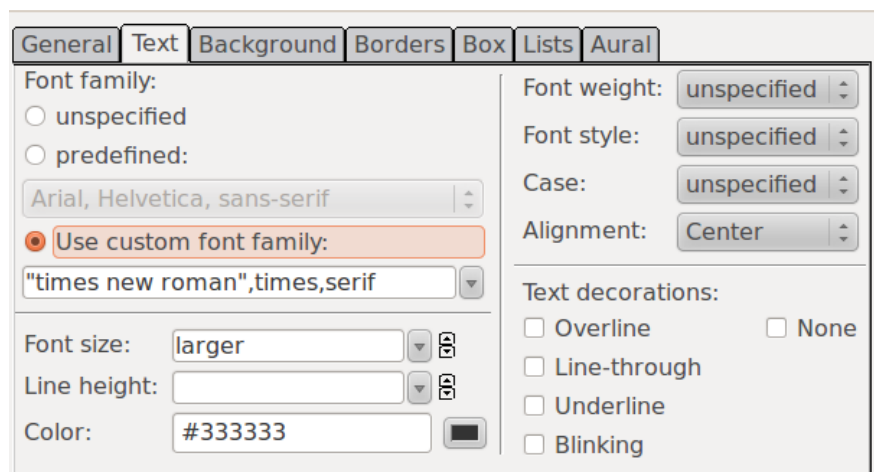 General Text Background Borders Box Lists Aural
Font family:
unspecified
predefined:
Arial, Helvetica, sans-serif
Use custom font family:
"times new roman",times,serif
Font size: larger
Line height:
Color: #333333
Font weight: unspecified
Font style: unspecified
Case: unspecified
Alignment: Center
Text decorations:
Overline None
Line-through
Underline
Blinking